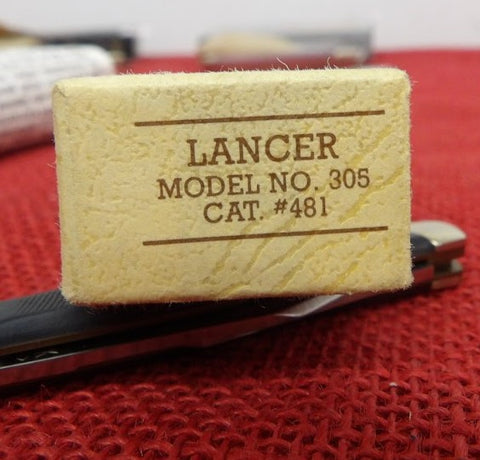 LANCER
MODEL NO. 305
CAT. #481